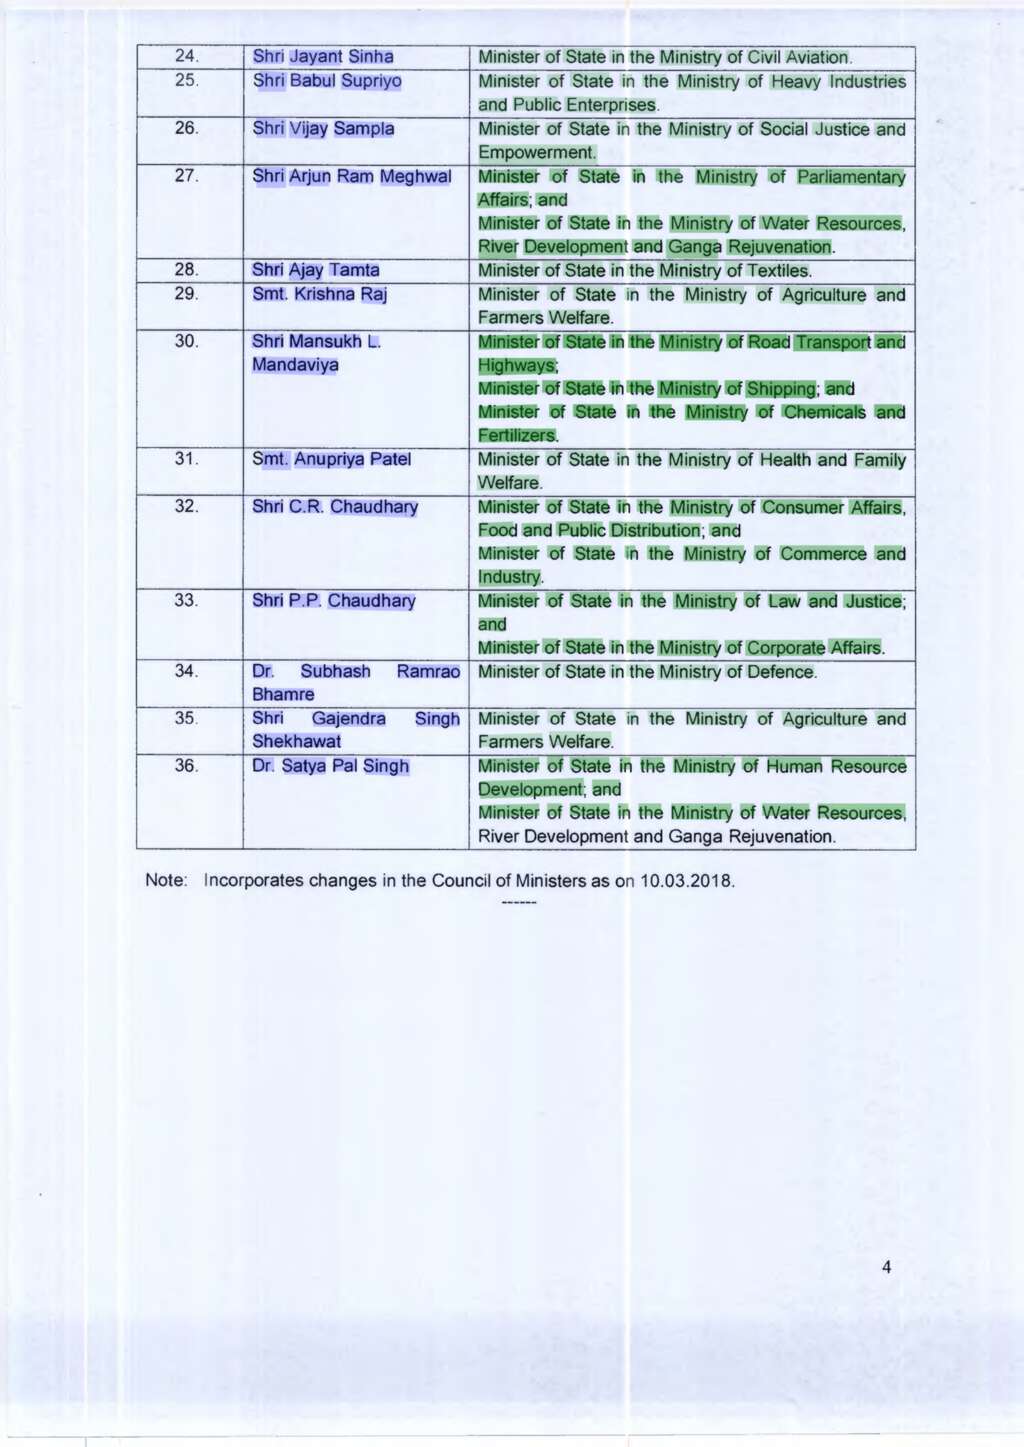 24. Shri Jayant Sinha Minister of State in the Ministry of Civil Aviation.
25. Shri Babul Supriyo Minister of State in the Ministry of Heavy Industries
and Public Enterprises.
26. Shri Vijay Sampla Minister of State in the Ministry of Social Justice and
Empowerment.
27. Shri Arjun Ram Meghwal Minister of State in the Ministry of Parliamentary
Affairs; and
Minister of State in the Ministry of Water Resources,
River Development and Ganga Rejuvenation.
28. Shri Ajay Tamta Minister of State in the Ministry of Textiles.
29. Smt. Krishna Raj Minister of State in the Ministry of Agriculture and
Farmers Welfare.
30. Shri Mansukh L. Minister of State in the Ministry of Road Transport and
Mandaviya Highways;
Minister of State in the Ministry of Shipping; and
Minister of State in the Ministry of Chemicals and
Fertilizers.
31. Smt. Anupriya Patel Minister of State in the Ministry of Health and Family
Welfare.
32. Shri C.R. Chaudhary Minister of State in the Ministry of Consumer Affairs,
Food and Public Distribution; and
Minister of State in the Ministry of Commerce and
Industry.
33. Shri P.P. Chaudhary Minister of State in the Ministry of Law and Justice;
and
Minister of State in the Ministry of Corporate Affairs.
34. Dr. Subhash Ramrao Minister of State in the Ministry of Defence.
Bhamre
35. Shri Gajendra Singh Minister of State in the Ministry of Agriculture and
Shekhawat Farmers Welfare.
36. Dr. Satya Pal Singh Minister of State in the Ministry of Human Resource
Development; and
Minister of State in the Ministry of Water Resources,
River Development and Ganga Rejuvenation.
Note: Incorporates changes in the Council of Ministers as on 10.03.2018.
------
4